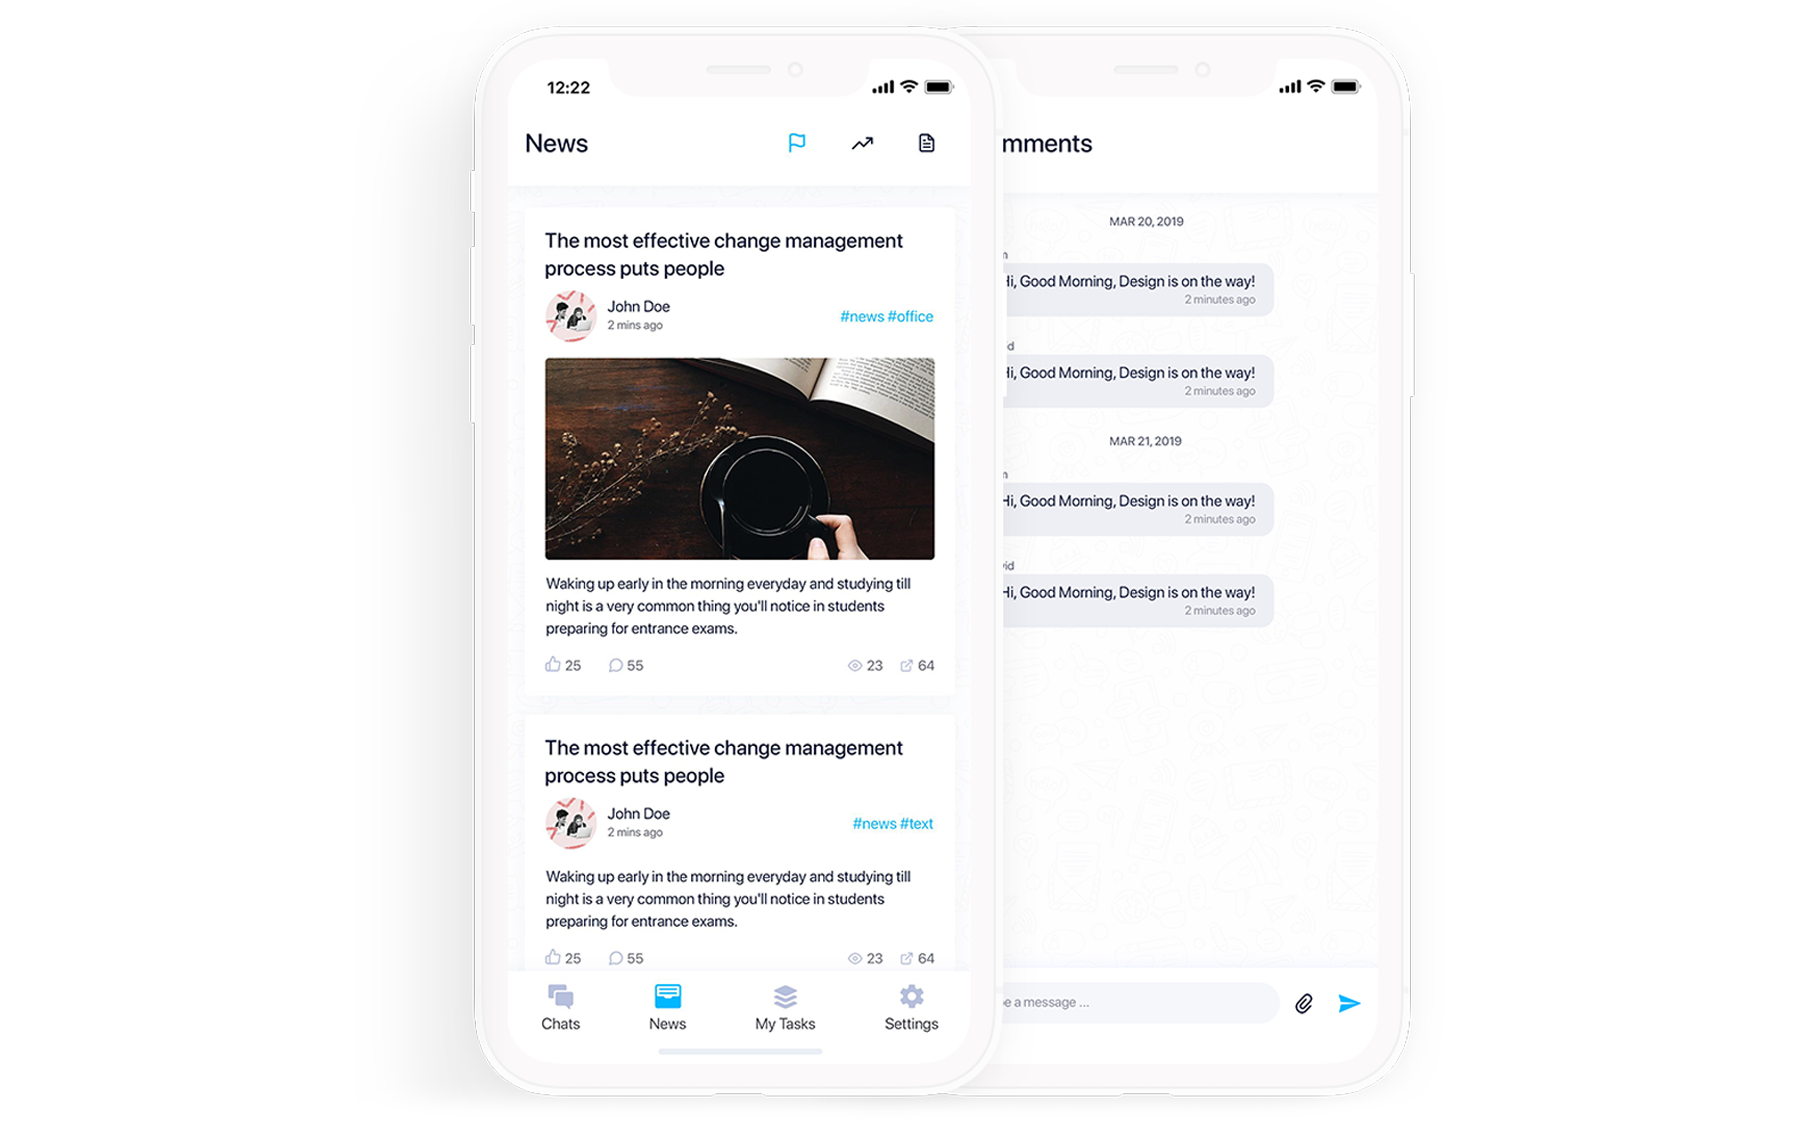 12:22
News
The most effective change management
process puts people
John Doe
2 mins ago
#news #office
Waking up early in the morning everyday and studying till
night is a very common thing you'll notice in students
preparing for entrance exams.
25 55 23 64
The most effective change management
process puts people
John Doe
2 mins ago
#news #text
Waking up early in the morning everyday and studying till
night is a very common thing you'll notice in students
preparing for entrance exams.
25 55 23 64
Chats News My Tasks Settings
mments
MAR 20, 2019
Hi, Good Morning, Design is on the way!
2 minutes ago
Hi, Good Morning, Design is on the way!
2 minutes ago
MAR 21, 2019
Hi, Good Morning, Design is on the way!
2 minutes ago
Hi, Good Morning, Design is on the way!
2 minutes ago
e a message ...